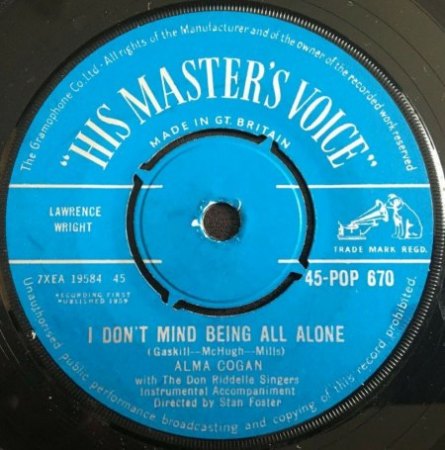 The Gramophone Co. Ltd.- All rights of the Manufacturer and of the owner of the recorded work reserved.
"HIS MASTER'S VOICE"
MADE IN GT. BRITAIN
LAWRENCE
WRIGHT
TRADE MARK REGD.
7XEA 19584 45
45-POP 670
RECORDING FIRST
PUBLISHED 1959
I DON'T MIND BEING ALL ALONE
(Gaskill—McHugh—Mills)
ALMA COGAN
with The Don Riddelle Singers
Instrumental Accompaniment
Directed by Stan Foster
Unauthorised public performance broadcasting and copying of this record prohibited.